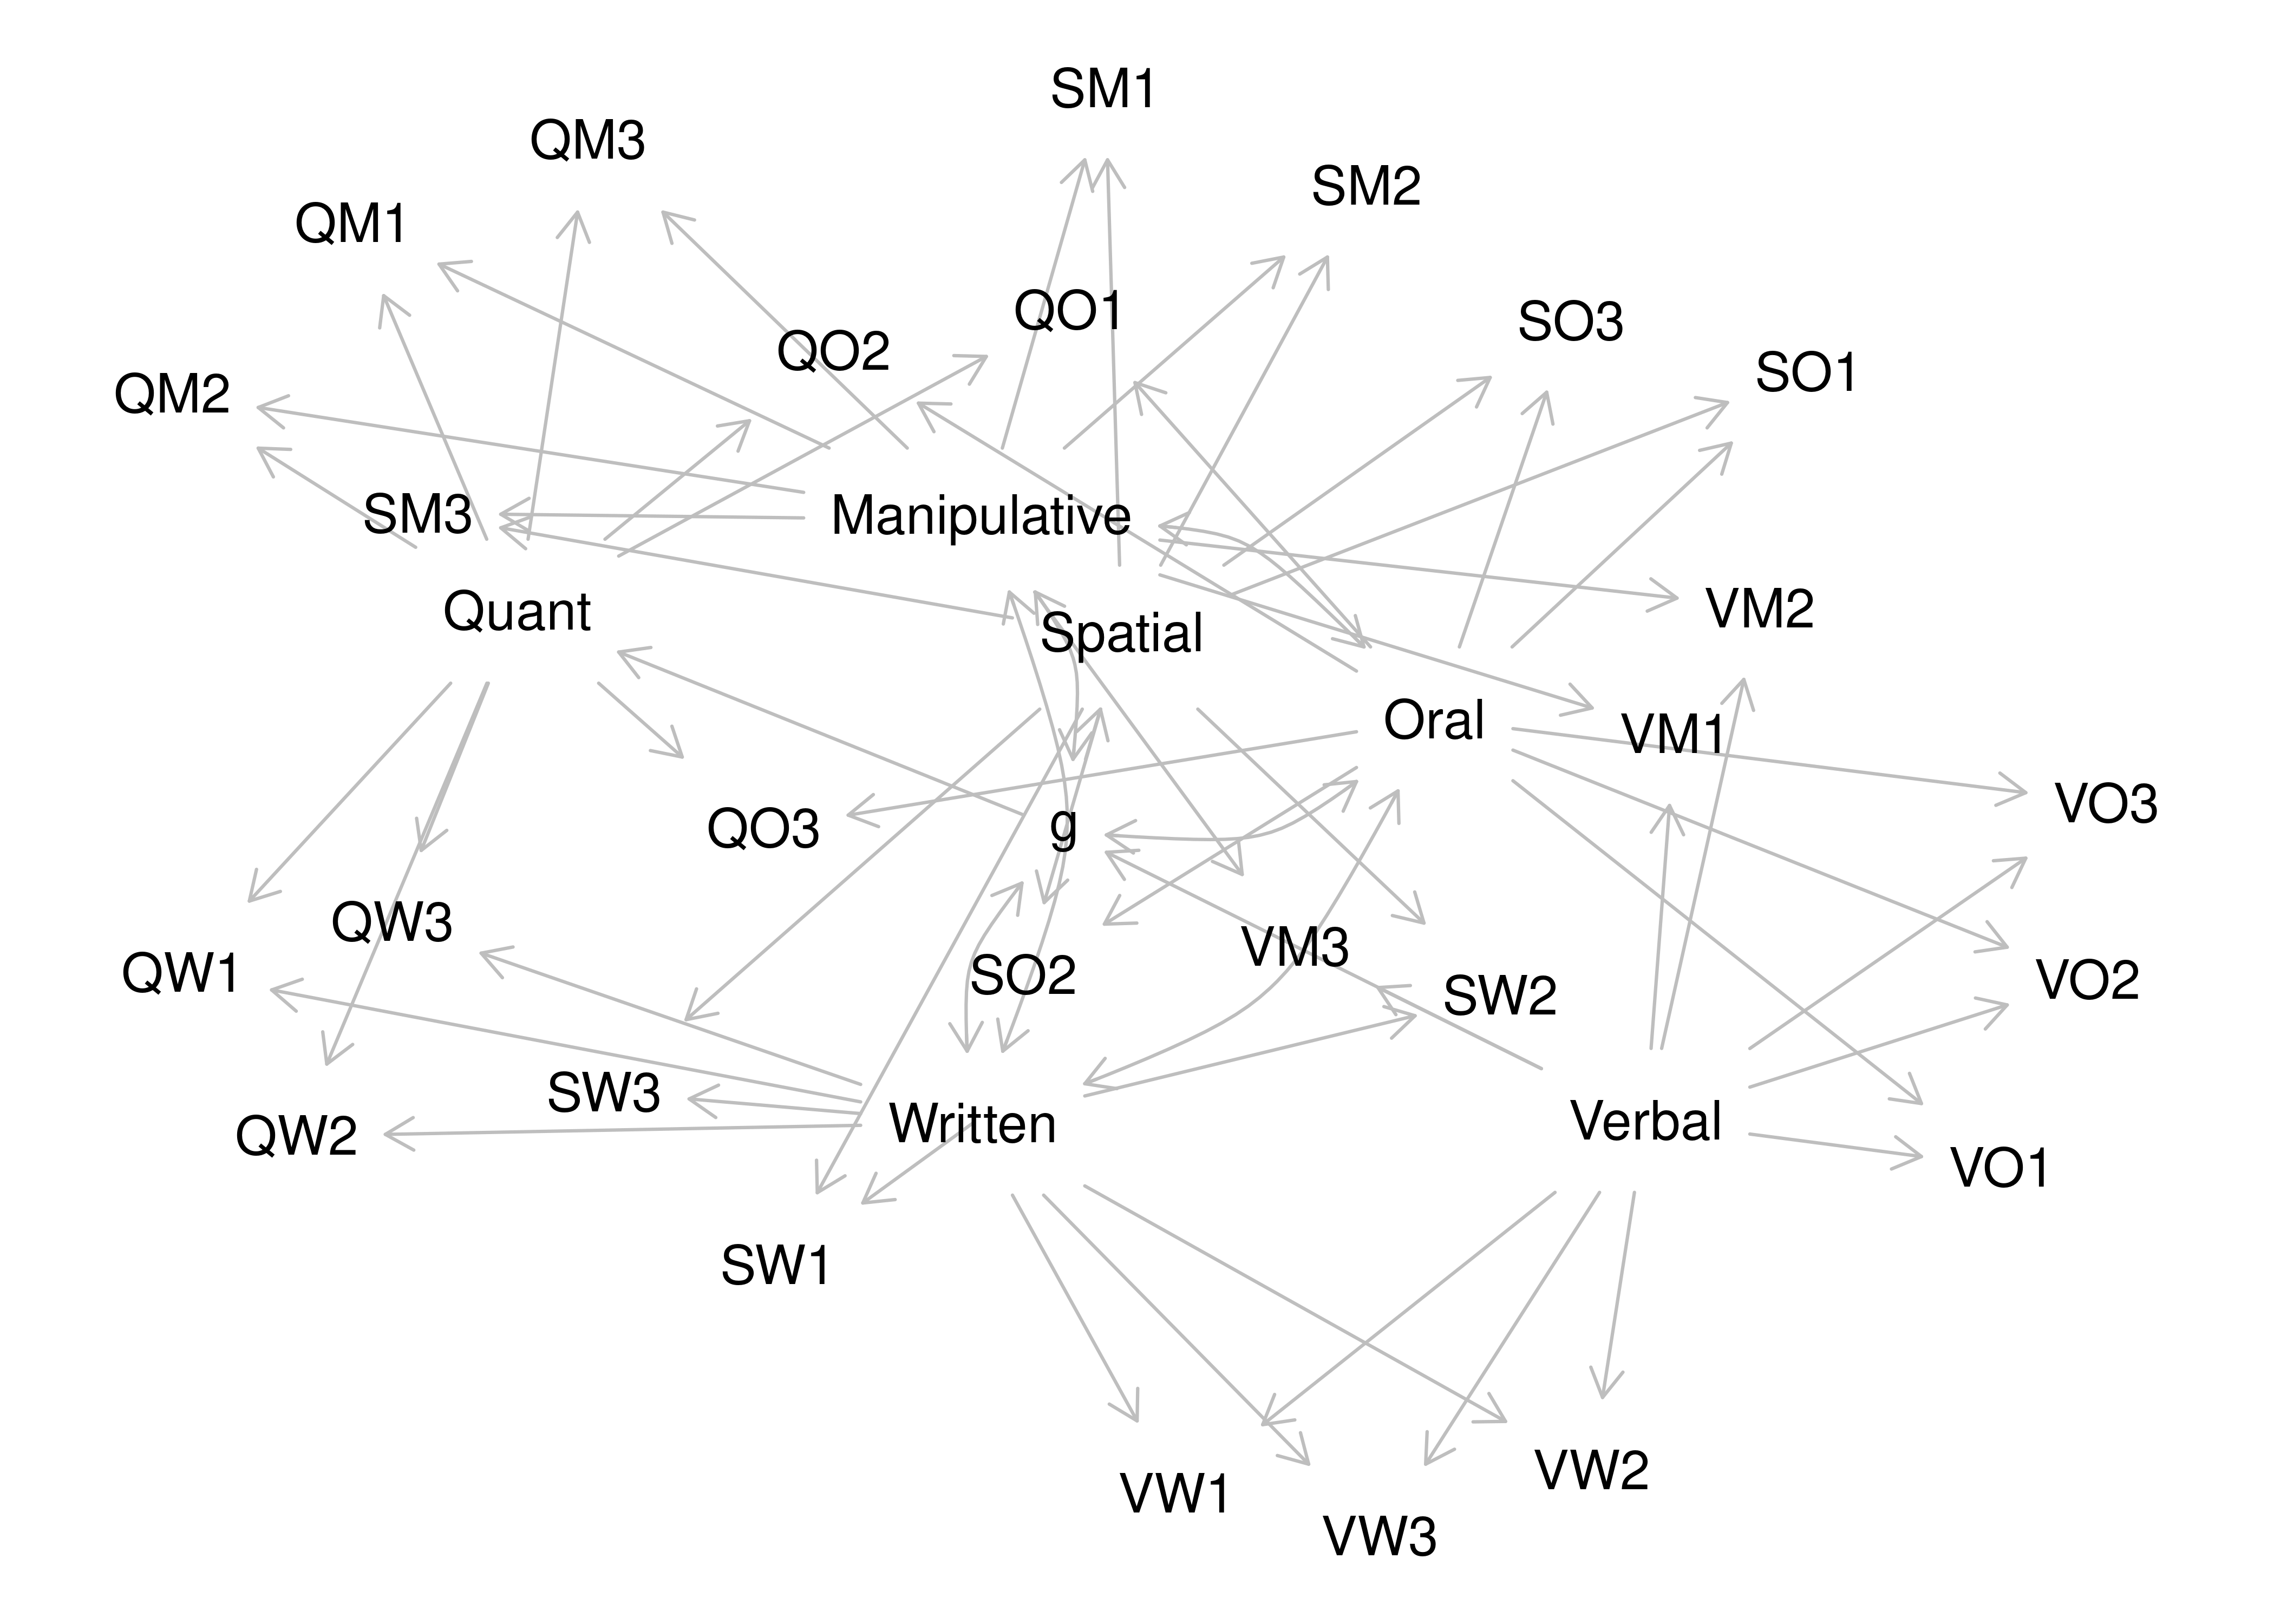 SM1
QM3
SM2
QM1
QO1
SO3
QO2
SO1
QM2
SM3
Manipulative
VM2
Quant
Spatial
Oral
VM1
VO3
QO3
g
QW3
VM3
QW1
SO2
VO2
SW2
SW3
Written
Verbal
QW2
VO1
SW1
VW2
VW1
VW3